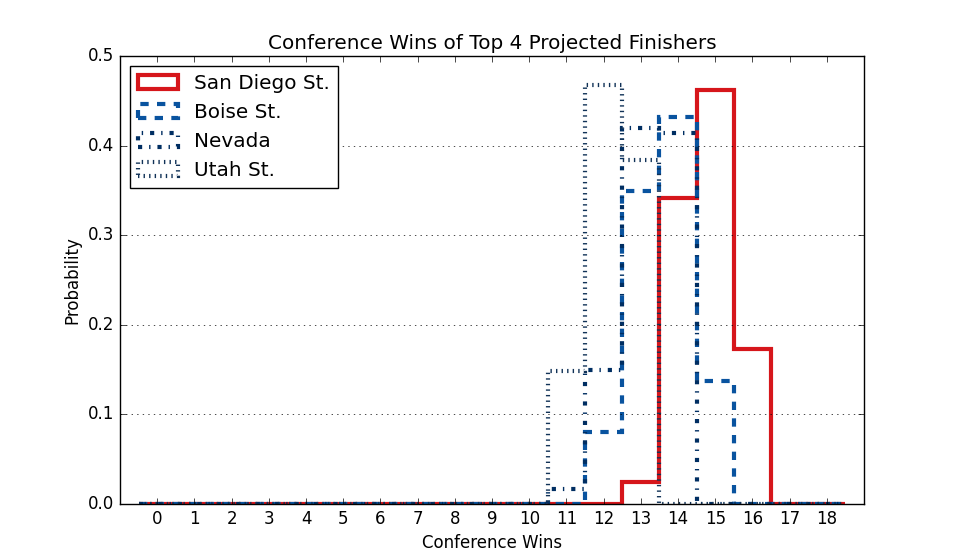 Conference Wins of Top 4 Projected Finishers
San Diego St.
Boise St.
Nevada
Utah St.
0.5
0.4
0.3
0.2
0.1
0.0
Probability
0 1 2 3 4 5 6 7 8 9 10 11 12 13 14 15 16 17 18
Conference Wins